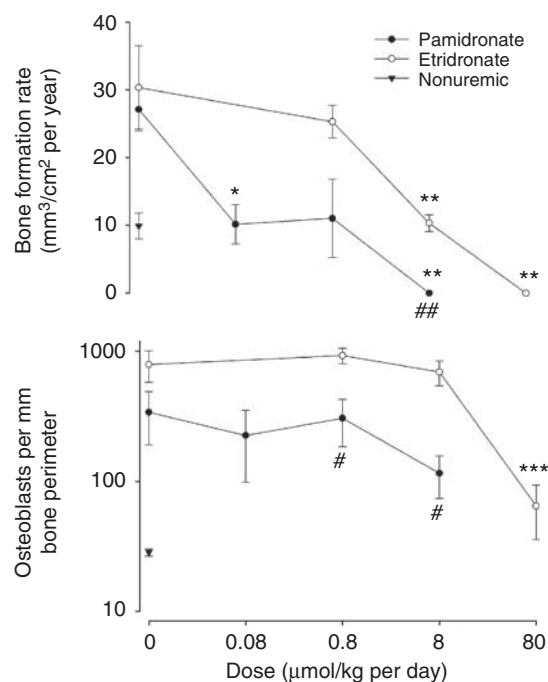 Pamidronate
Etridronate
Nonuremic
Bone formation rate
(mm³/cm² per year)
40
30
20
10
0
*
**
**
**
##
Osteoblasts per mm
bone perimeter
1000
100
10
#
#
***
0
0.08
0.8
8
80
Dose (μmol/kg per day)